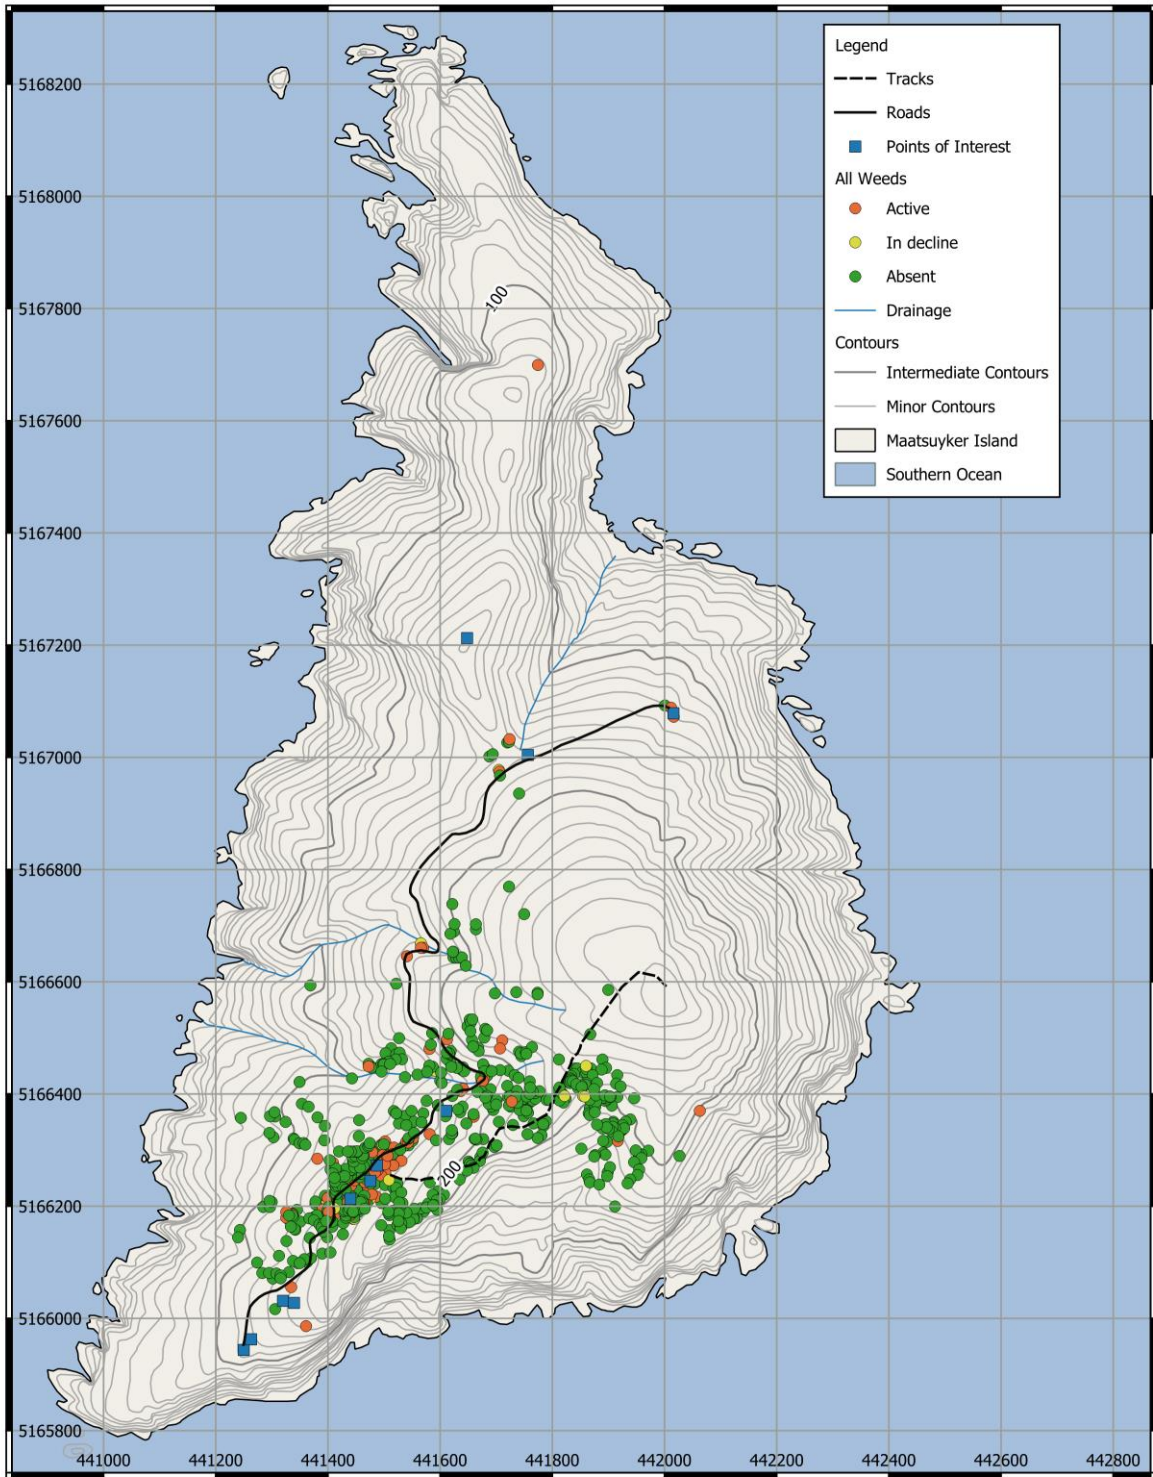 Legend
Tracks
Roads
Points of Interest
All Weeds
Active
In decline
Absent
Drainage
Contours
Intermediate Contours
Minor Contours
Maatsuyker Island
Southern Ocean
5168200
5168000
5167800
100
5167600
5167400
5167200
5167000
5166800
5166600
5166400
200
5166200
5166000
5165800
441000 441200 441400 441600 441800 442000 442200 442400 442600 442800